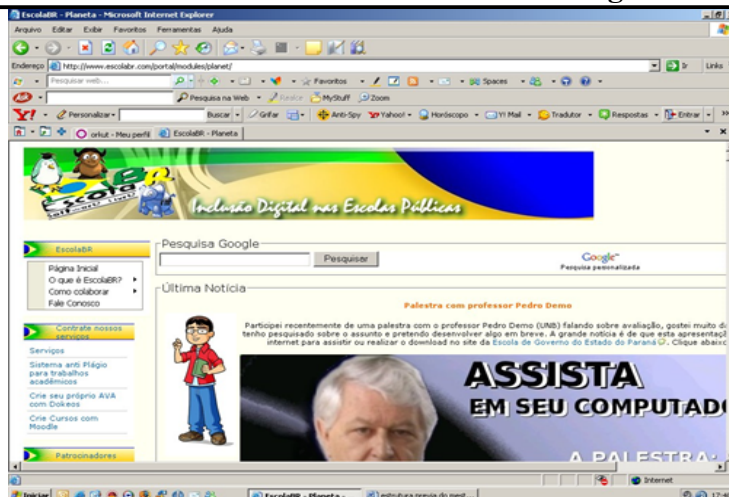 EscolaBR - Planeta - Microsoft Internet Explorer
Arquivo Editar Exibir Favoritos Ferramentas Ajuda
Endereço http://www.escolabr.com/portal/modules/planet/ Ir Links
Pesquisar web... Favoritos Spaces
Pesquisa na Web Realce MyStuff Zoom
Y! Personalizar Buscar Grifar Anti-Spy Yahoo! Horóscopo Y! Mail Tradutor Respostas Entrar
orkut - Meu perfil EscolaBR - Planeta
EscolaBR
Software Livre
Inclusão Digital nas Escolas Públicas
EscolaBR
Página Inicial
O que é EscolaBR?
Como colaborar
Fale Conosco
Contrate nossos
serviços
Serviços
Sistema anti Plágio
para trabalhos
acadêmicos
Crie seu próprio AVA
com Dokeos
Crie Cursos com
Moodle
Patrocinadores
Pesquisa Google
Pesquisar
Google
Pesquisa personalizada
Última Notícia
Palestra com professor Pedro Demo
Participei recentemente de uma palestra com o professor Pedro Demo (UNB) falando sobre avaliação, gostei muito
tenho pesquisado sobre o assunto e pretendo desenvolver algo em breve. A grande notícia é de que esta
internet para assistir ou realizar o download no site da Escola de Governo do Estado do Paraná. Clique
ASSISTA
EM SEU
A PALESTRA:
Internet
Iniciar EscolaBR - Planeta - estrutura previa do mest...